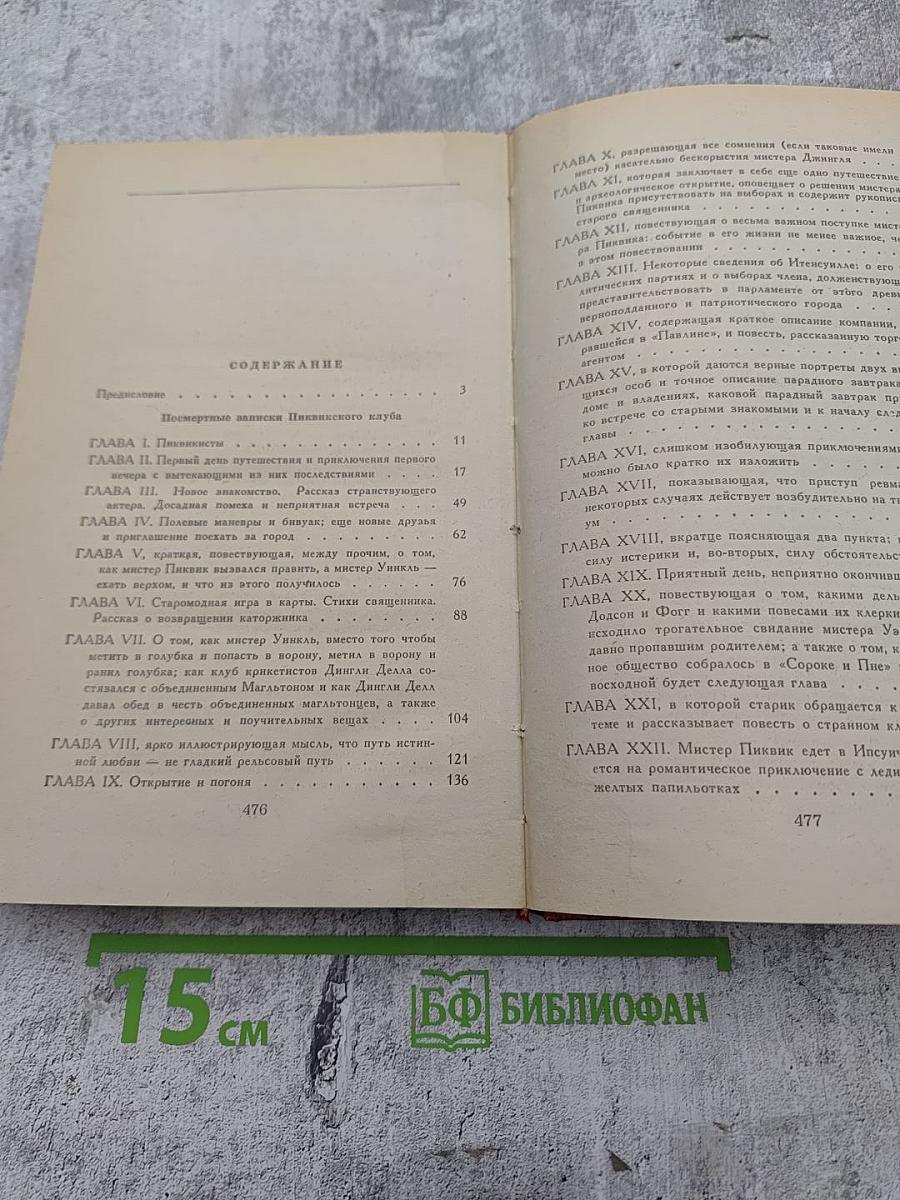 СОДЕРЖАНИЕ
Предисловие . . . . . . . . . . . . . . . . . 3
Посмертные записки Пиквикского клуба
ГЛАВА I. Пиквикисты . . . . . . . . . . . . . . 11
ГЛАВА II. Первый день путешествия и приключения первого
вечера с вытекающими из них последствиями . . . . 17
ГЛАВА III. Новое знакомство. Рассказ странствующего
актера. Досадная помеха и неприятная встреча . . . 49
ГЛАВА IV. Полевые маневры и бивуак; еще новые друзья
и приглашение поехать за город . . . . . . . . . 62
ГЛАВА V, краткая, повествующая, между прочим, о том,
как мистер Пиквик вызвался править, а мистер Уинкль —
ехать верхом, и что из этого получилось . . . . . . 76
ГЛАВА VI. Старомодная игра в карты. Стихи священника.
Рассказ о возвращении каторжника . . . . . . . . 88
ГЛАВА VII. О том, как мистер Уинкль, вместо того чтобы
метить в голубка и попасть в ворону, метил в ворону и
ранил голубка; как клуб крикетистов Дингли Делла со-
стязался с объединенным Магльтоном и как Дингли Делл
давал обед в честь объединенных магльтонцев, а также
о других интересных и поучительных вещах . . . . 104
ГЛАВА VIII, ярко иллюстрирующая мысль, что путь истин-
ной любви — не гладкий рельсовый путь . . . . . . 121
ГЛАВА IX. Открытие и погоня . . . . . . . . . . . 136
476
ГЛАВА X, разрешающая все сомнения (если таковые имели
место) касательно бескорыстия мистера Джингля . . .
ГЛАВА XI, которая заключает в себе еще одно путешествие
и археологическое открытие, оповещает о решении мистера
Пиквика присутствовать на выборах и содержит рукопись
старого священника . . . . . . . . . . .
ГЛАВА XII, повествующая о весьма важном поступке мисте-
ра Пиквика: событие в его жизни не менее важное, че
в этом повествовании . . . . . . . . . .
ГЛАВА XIII. Некоторые сведения об Итенсуилле: о его
литических партиях и о выборах члена, долженствующ
представительствовать в парламенте от этого древ
верноподданного и патриотического города . . . .
ГЛАВА XIV, содержащая краткое описание компании,
равшейся в «Павлине», и повесть, рассказанную торг
агентом . . . . . . . . . . . . . . .
ГЛАВА XV, в которой даются верные портреты двух вы
щихся особ и точное описание парадного завтрака
доме и владениях, каковой парадный завтрак пр
ко встрече со старыми знакомыми и к началу след
главы . . . . . . . . . . . . . . .
ГЛАВА XVI, слишком изобилующая приключениями
можно было кратко их изложить . . . . . .
ГЛАВА XVII, показывающая, что приступ ревма
некоторых случаях действует возбудительно на тв
ум . . . . . . . . . . . . . . . .
ГЛАВА XVIII, вкратце поясняющая два пункта:
силу истерики и, во-вторых, силу обстоятельст
ГЛАВА XIX. Приятный день, неприятно окончивш
ГЛАВА XX, повествующая о том, какими дель
Додсон и Фогг и какими повесами их клерки
исходило трогательное свидание мистера Уэ
давно пропавшим родителем; а также о том, к
ное общество собралось в «Сороке и Пне»
восходной будет следующая глава . . . .
ГЛАВА XXI, в которой старик обращается к
теме и рассказывает повесть о странном кл
ГЛАВА XXII. Мистер Пиквик едет в Ипсуич
ется на романтическое приключение с леди
желтых папильотках . . . . . . . .
477
15 см
БФ БИБЛИОФАН